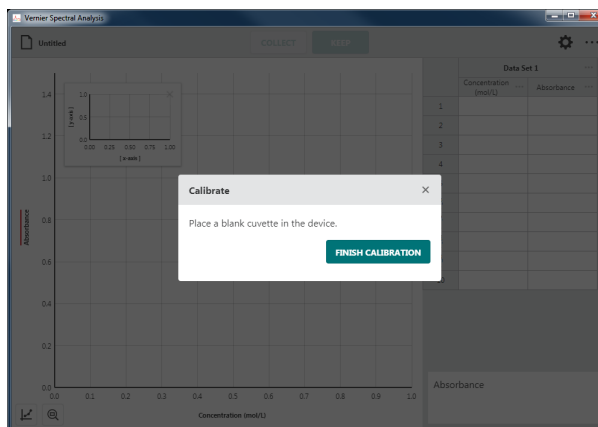 Vernier Spectral Analysis
Untitled
COLLECT
KEEP
Data Set 1
Concentration (mol/L)
Absorbance
1
2
3
4
10
1.4
1.2
1.0
0.8
0.6
0.4
0.2
0.0
Absorbance
1.0
0.5
0.0
[ y-axis ]
0.00 0.25 0.50 0.75 1.00
[ x-axis ]
Calibrate
Place a blank cuvette in the device.
FINISH CALIBRATION
0.0 0.1 0.2 0.3 0.4 0.5 0.6 0.7 0.8 0.9 1.0
Concentration (mol/L)
Absorbance